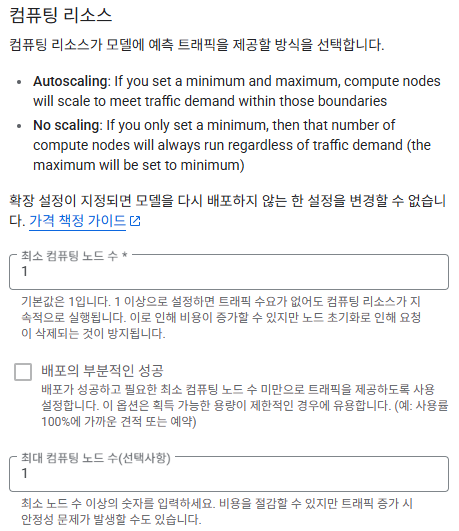 컴퓨팅 리소스
컴퓨팅 리소스가 모델에 예측 트래픽을 제공할 방식을 선택합니다.
• Autoscaling: If you set a minimum and maximum, compute nodes
will scale to meet traffic demand within those boundaries
• No scaling: If you only set a minimum, then that number of
compute nodes will always run regardless of traffic demand (the
maximum will be set to minimum)
확장 설정이 지정되면 모델을 다시 배포하지 않는 한 설정을 변경할 수 없습니
다. 가격 책정 가이드
최소 컴퓨팅 노드 수 *
1
기본값은 1입니다. 1 이상으로 설정하면 트래픽 수요가 없어도 컴퓨팅 리소스가 지
속적으로 실행됩니다. 이로 인해 비용이 증가할 수 있지만 노드 초기화로 인해 요청
이 삭제되는 것이 방지됩니다.
배포의 부분적인 성공
배포가 성공하고 필요한 최소 컴퓨팅 노드 수 미만으로 트래픽을 제공하도록 사용
설정합니다. 이 옵션은 획득 가능한 용량이 제한적인 경우에 유용합니다. (예: 사용률
100%에 가까운 견적 또는 예약)
최대 컴퓨팅 노드 수(선택사항)
1
최소 노드 수 이상의 숫자를 입력하세요. 비용을 절감할 수 있지만 트래픽 증가 시
안정성 문제가 발생할 수도 있습니다.